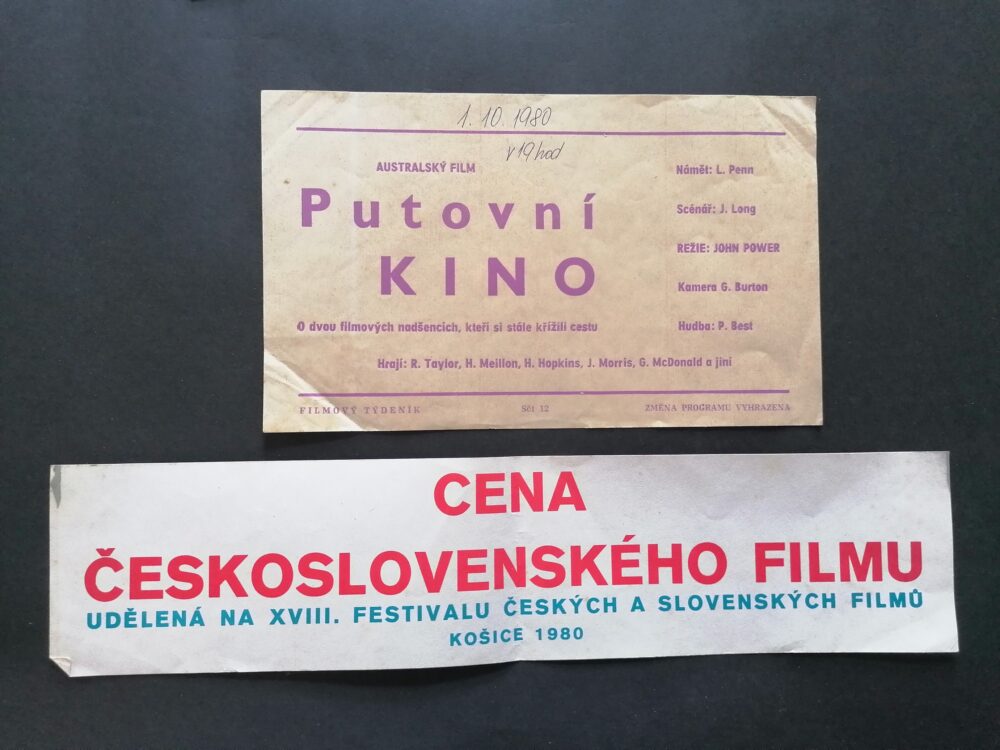 1. 10. 1980
v 19 hod
AUSTRALSKÝ FILM
Putovní
KINO
O dvou filmových nadšencích, kteří si stále křížili cestu
Námět: L. Penn
Scénář: J. Long
REŽIE: JOHN POWER
Kamera G. Burton
Hudba: P. Best
Hrají: R. Taylor, H. Meillon, H. Hopkins, J. Morris, G. McDonald a jiní
FILMOVÝ TÝDENÍK Sčt 12 ZMĚNA PROGRAMU VYHRAZENA
CENA
ČESKOSLOVENSKÉHO FILMU
UDĚLENÁ NA XVIII. FESTIVALU ČESKÝCH A SLOVENSKÝCH FILMŮ
KOŠICE 1980